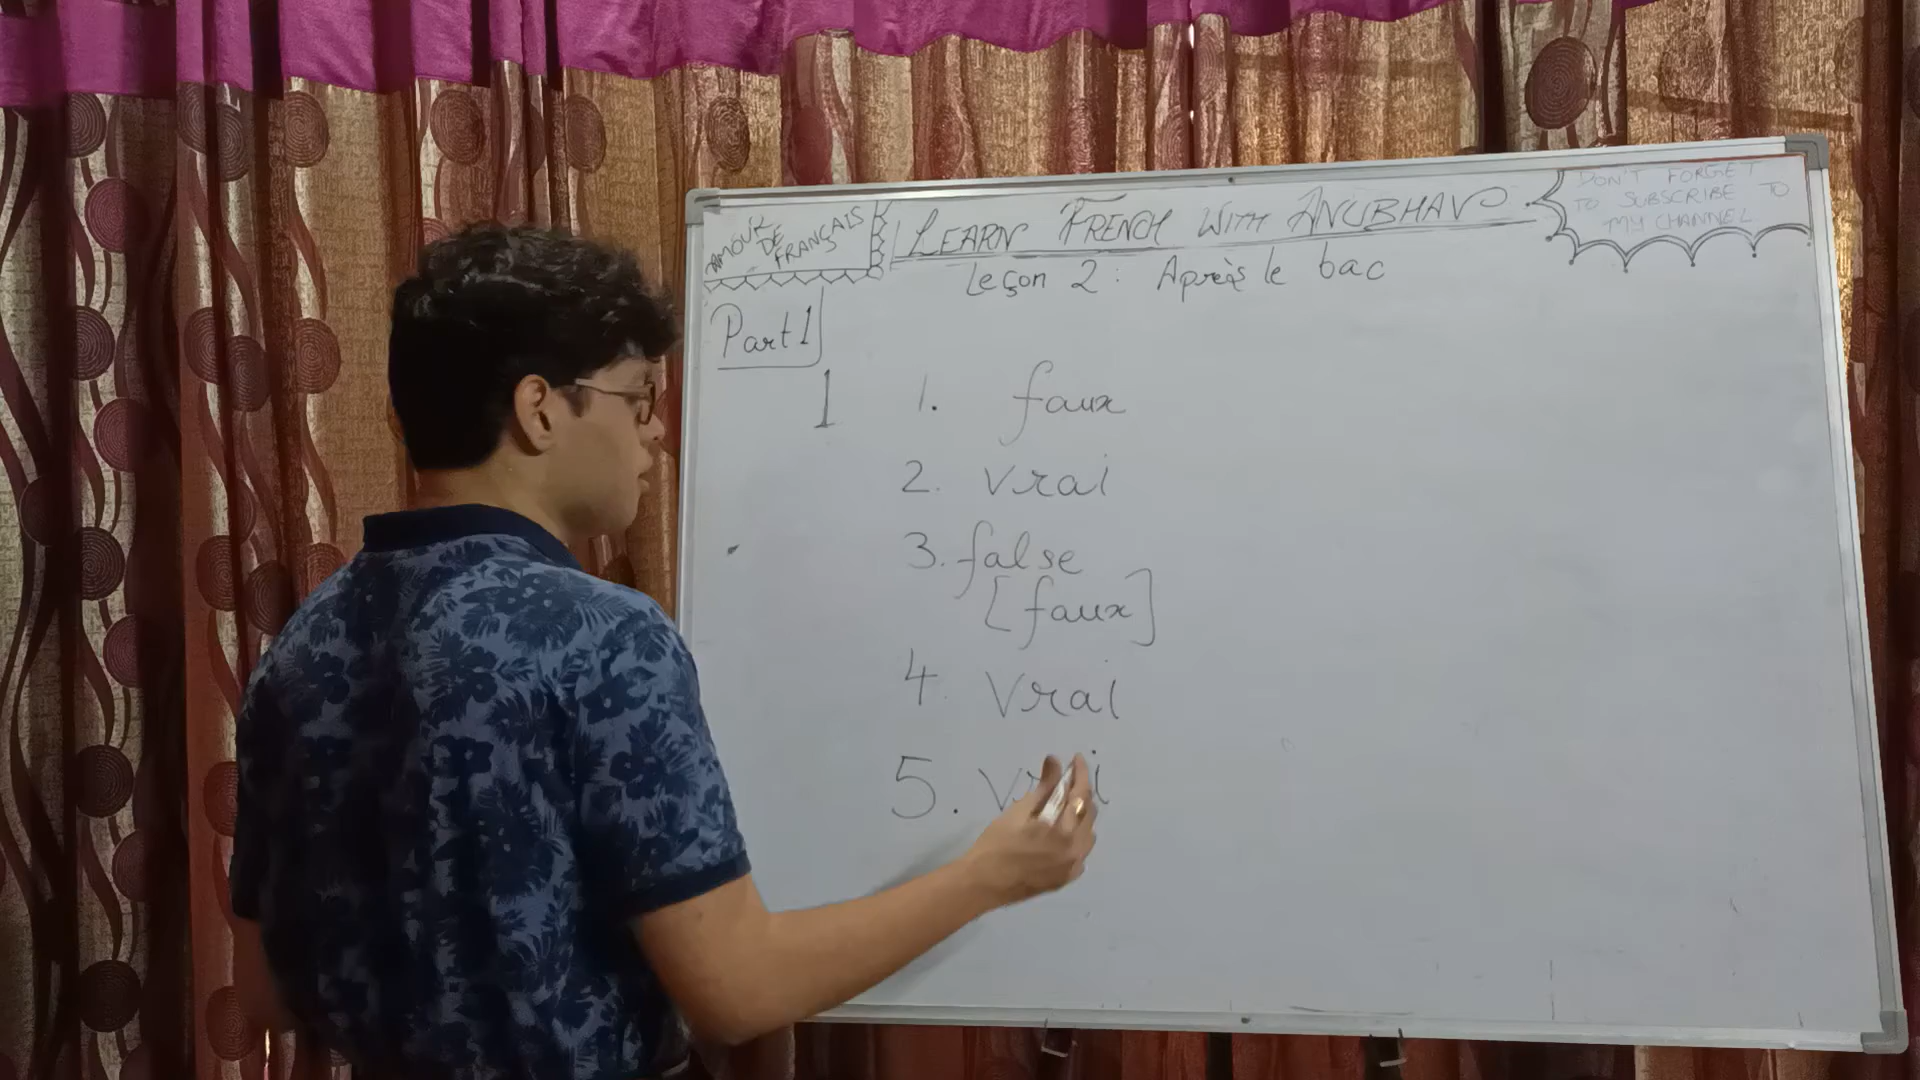 AMOUR
DE
FRANÇAIS
LEARN FRENCH WITH ANUBHAV
DON'T FORGET
TO SUBSCRIBE TO
MY CHANNEL
Leçon 2: Après le bac
Part 1
1 1. faux
2. vrai
3. false
[faux]
4. vrai
5. vrai